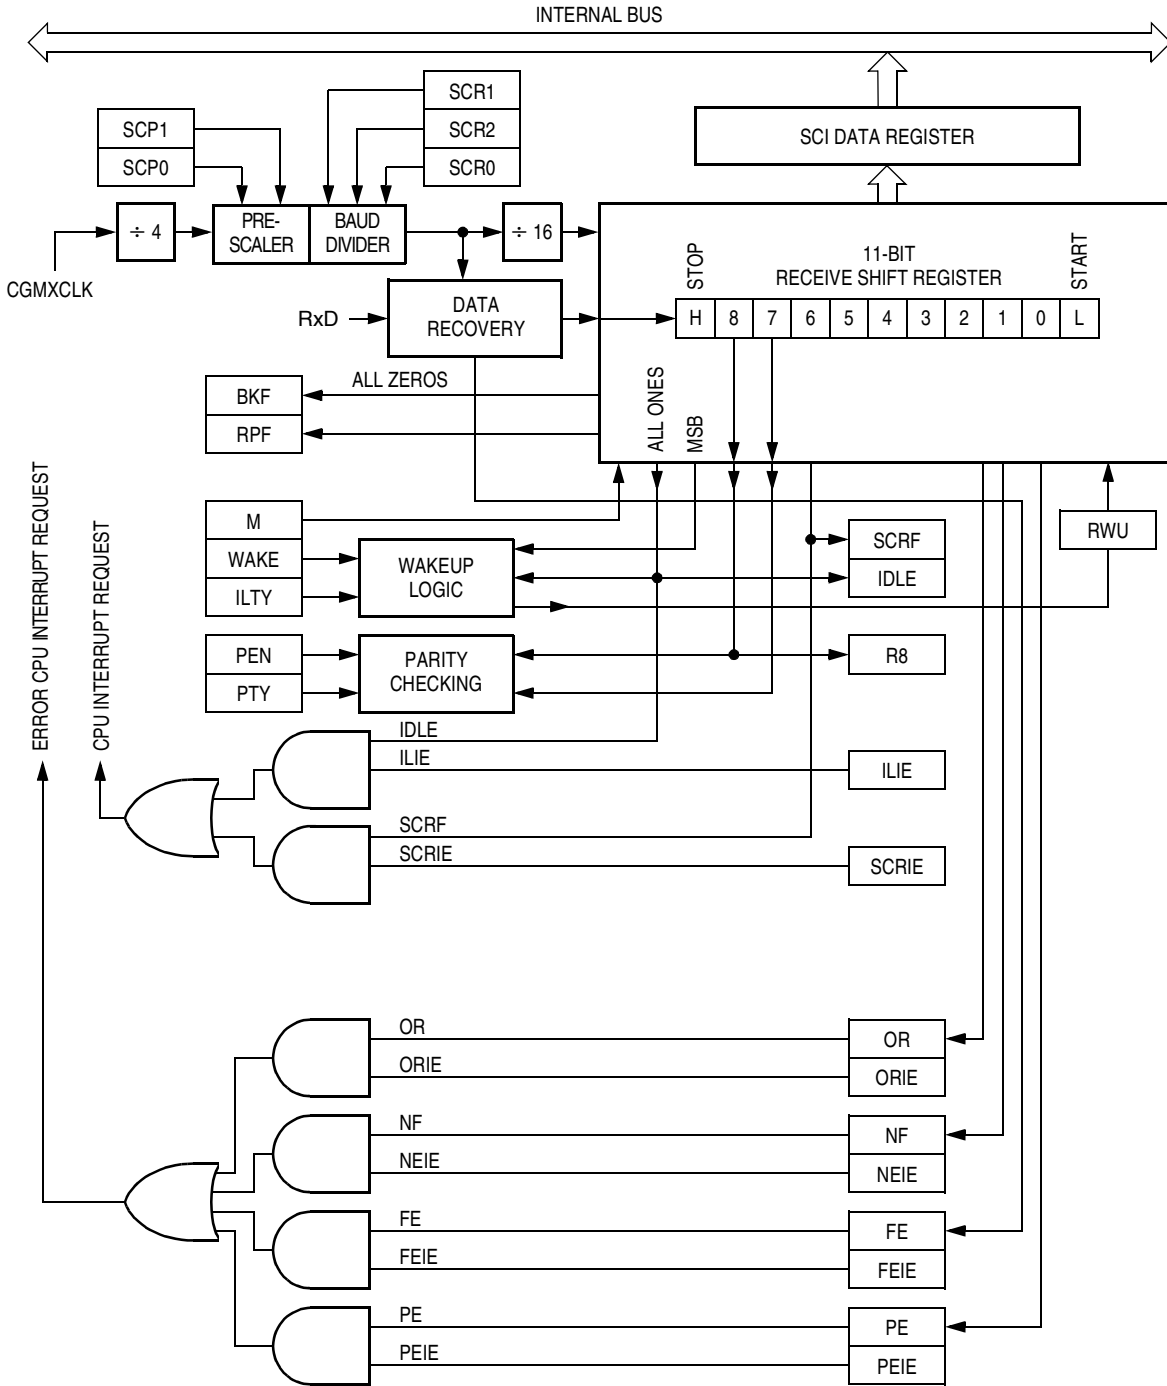 INTERNAL BUS
SCR1
SCR2
SCR0
SCP1
SCP0
SCI DATA REGISTER
÷ 4
PRE-
SCALER
BAUD
DIVIDER
÷ 16
CGMXCLK
RxD
DATA
RECOVERY
STOP
11-BIT
RECEIVE SHIFT REGISTER
START
H 8 7 6 5 4 3 2 1 0 L
ALL ZEROS
BKF
RPF
ALL ONES
MSB
ERROR CPU INTERRUPT REQUEST
CPU INTERRUPT REQUEST
M
WAKE
ILTY
WAKEUP
LOGIC
SCRF
IDLE
RWU
PEN
PTY
PARITY
CHECKING
R8
IDLE
ILIE
ILIE
SCRF
SCRIE
SCRIE
OR
ORIE
OR
ORIE
NF
NEIE
NF
NEIE
FE
FEIE
FE
FEIE
PE
PEIE
PE
PEIE